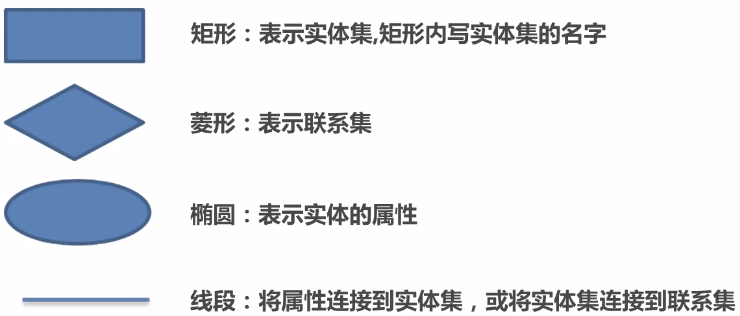 矩形：表示实体集,矩形内写实体集的名字
菱形：表示联系集
椭圆：表示实体的属性
线段：将属性连接到实体集，或将实体集连接到联系集